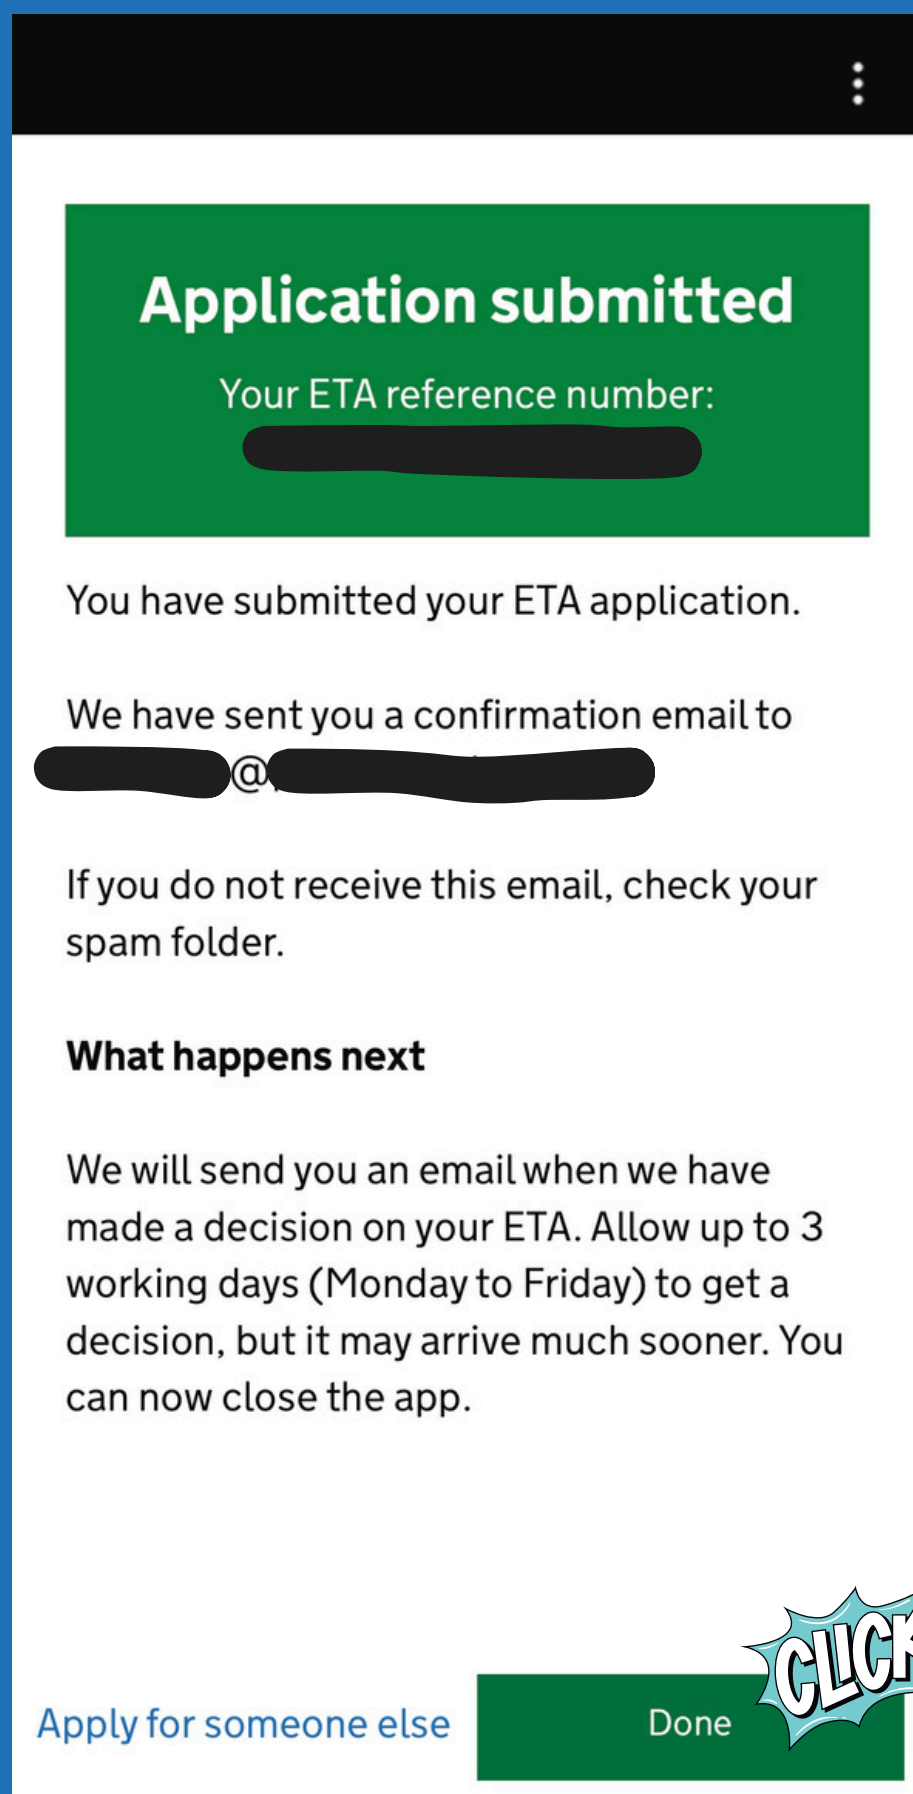 Application submitted
Your ETA reference number:
You have submitted your ETA application.
We have sent you a confirmation email to
@
If you do not receive this email, check your
spam folder.
What happens next
We will send you an email when we have
made a decision on your ETA. Allow up to 3
working days (Monday to Friday) to get a
decision, but it may arrive much sooner. You
can now close the app.
CLICK
Apply for someone else
Done